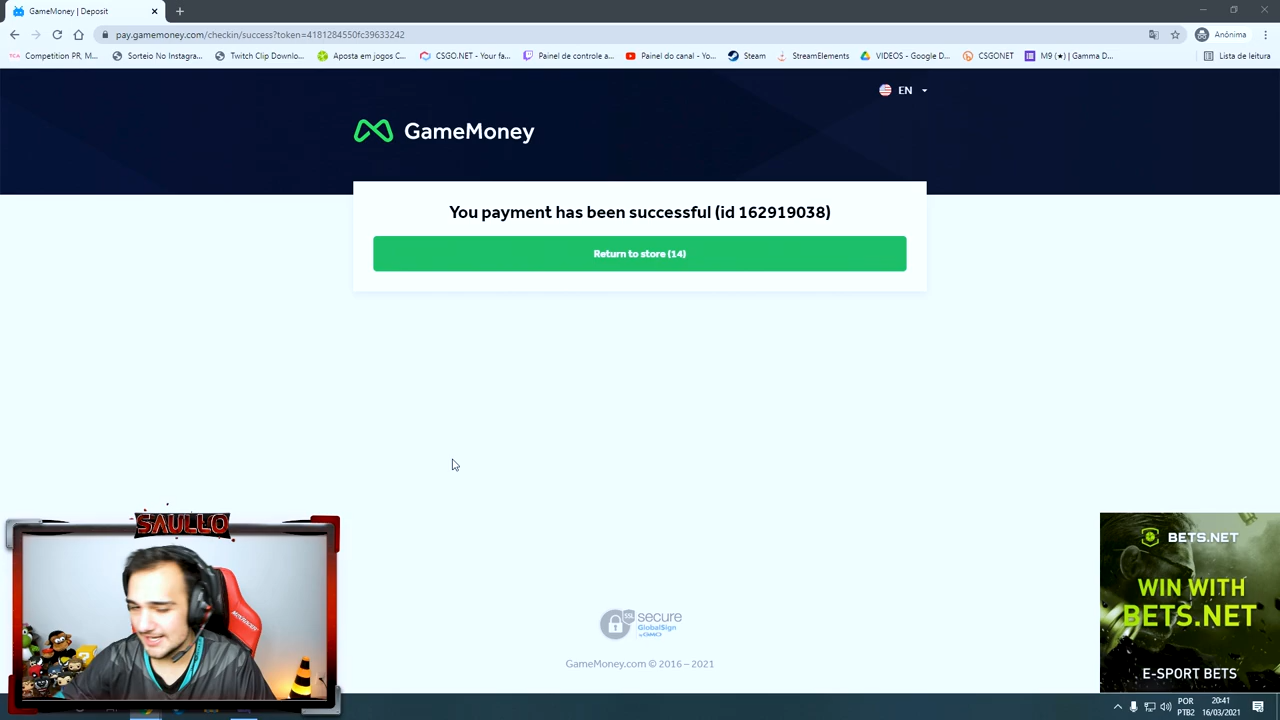 GameMoney | Deposit
pay.gamemoney.com/checkin/success?token=4181284550fc39633242
Anónima
Competition PR, M...
Sorteio No Instagra...
Twitch Clip Downlo...
Aposta em jogos C...
CSGO.NET - Your fa...
Painel de controle a...
Painel do canal - Yo...
Steam
StreamElements
VIDEOS - Google D...
CSGONET
M9 (★) | Gamma D...
Lista de leitura
EN
GameMoney
You payment has been successful (id 162919038)
Return to store (14)
SAULLO
BETS.NET
WIN WITH
BETS.NET
E-SPORT BETS
secure
GlobalSign
by GMO
GameMoney.com © 2016 – 2021
POR
PTB2
20:41
16/03/2021